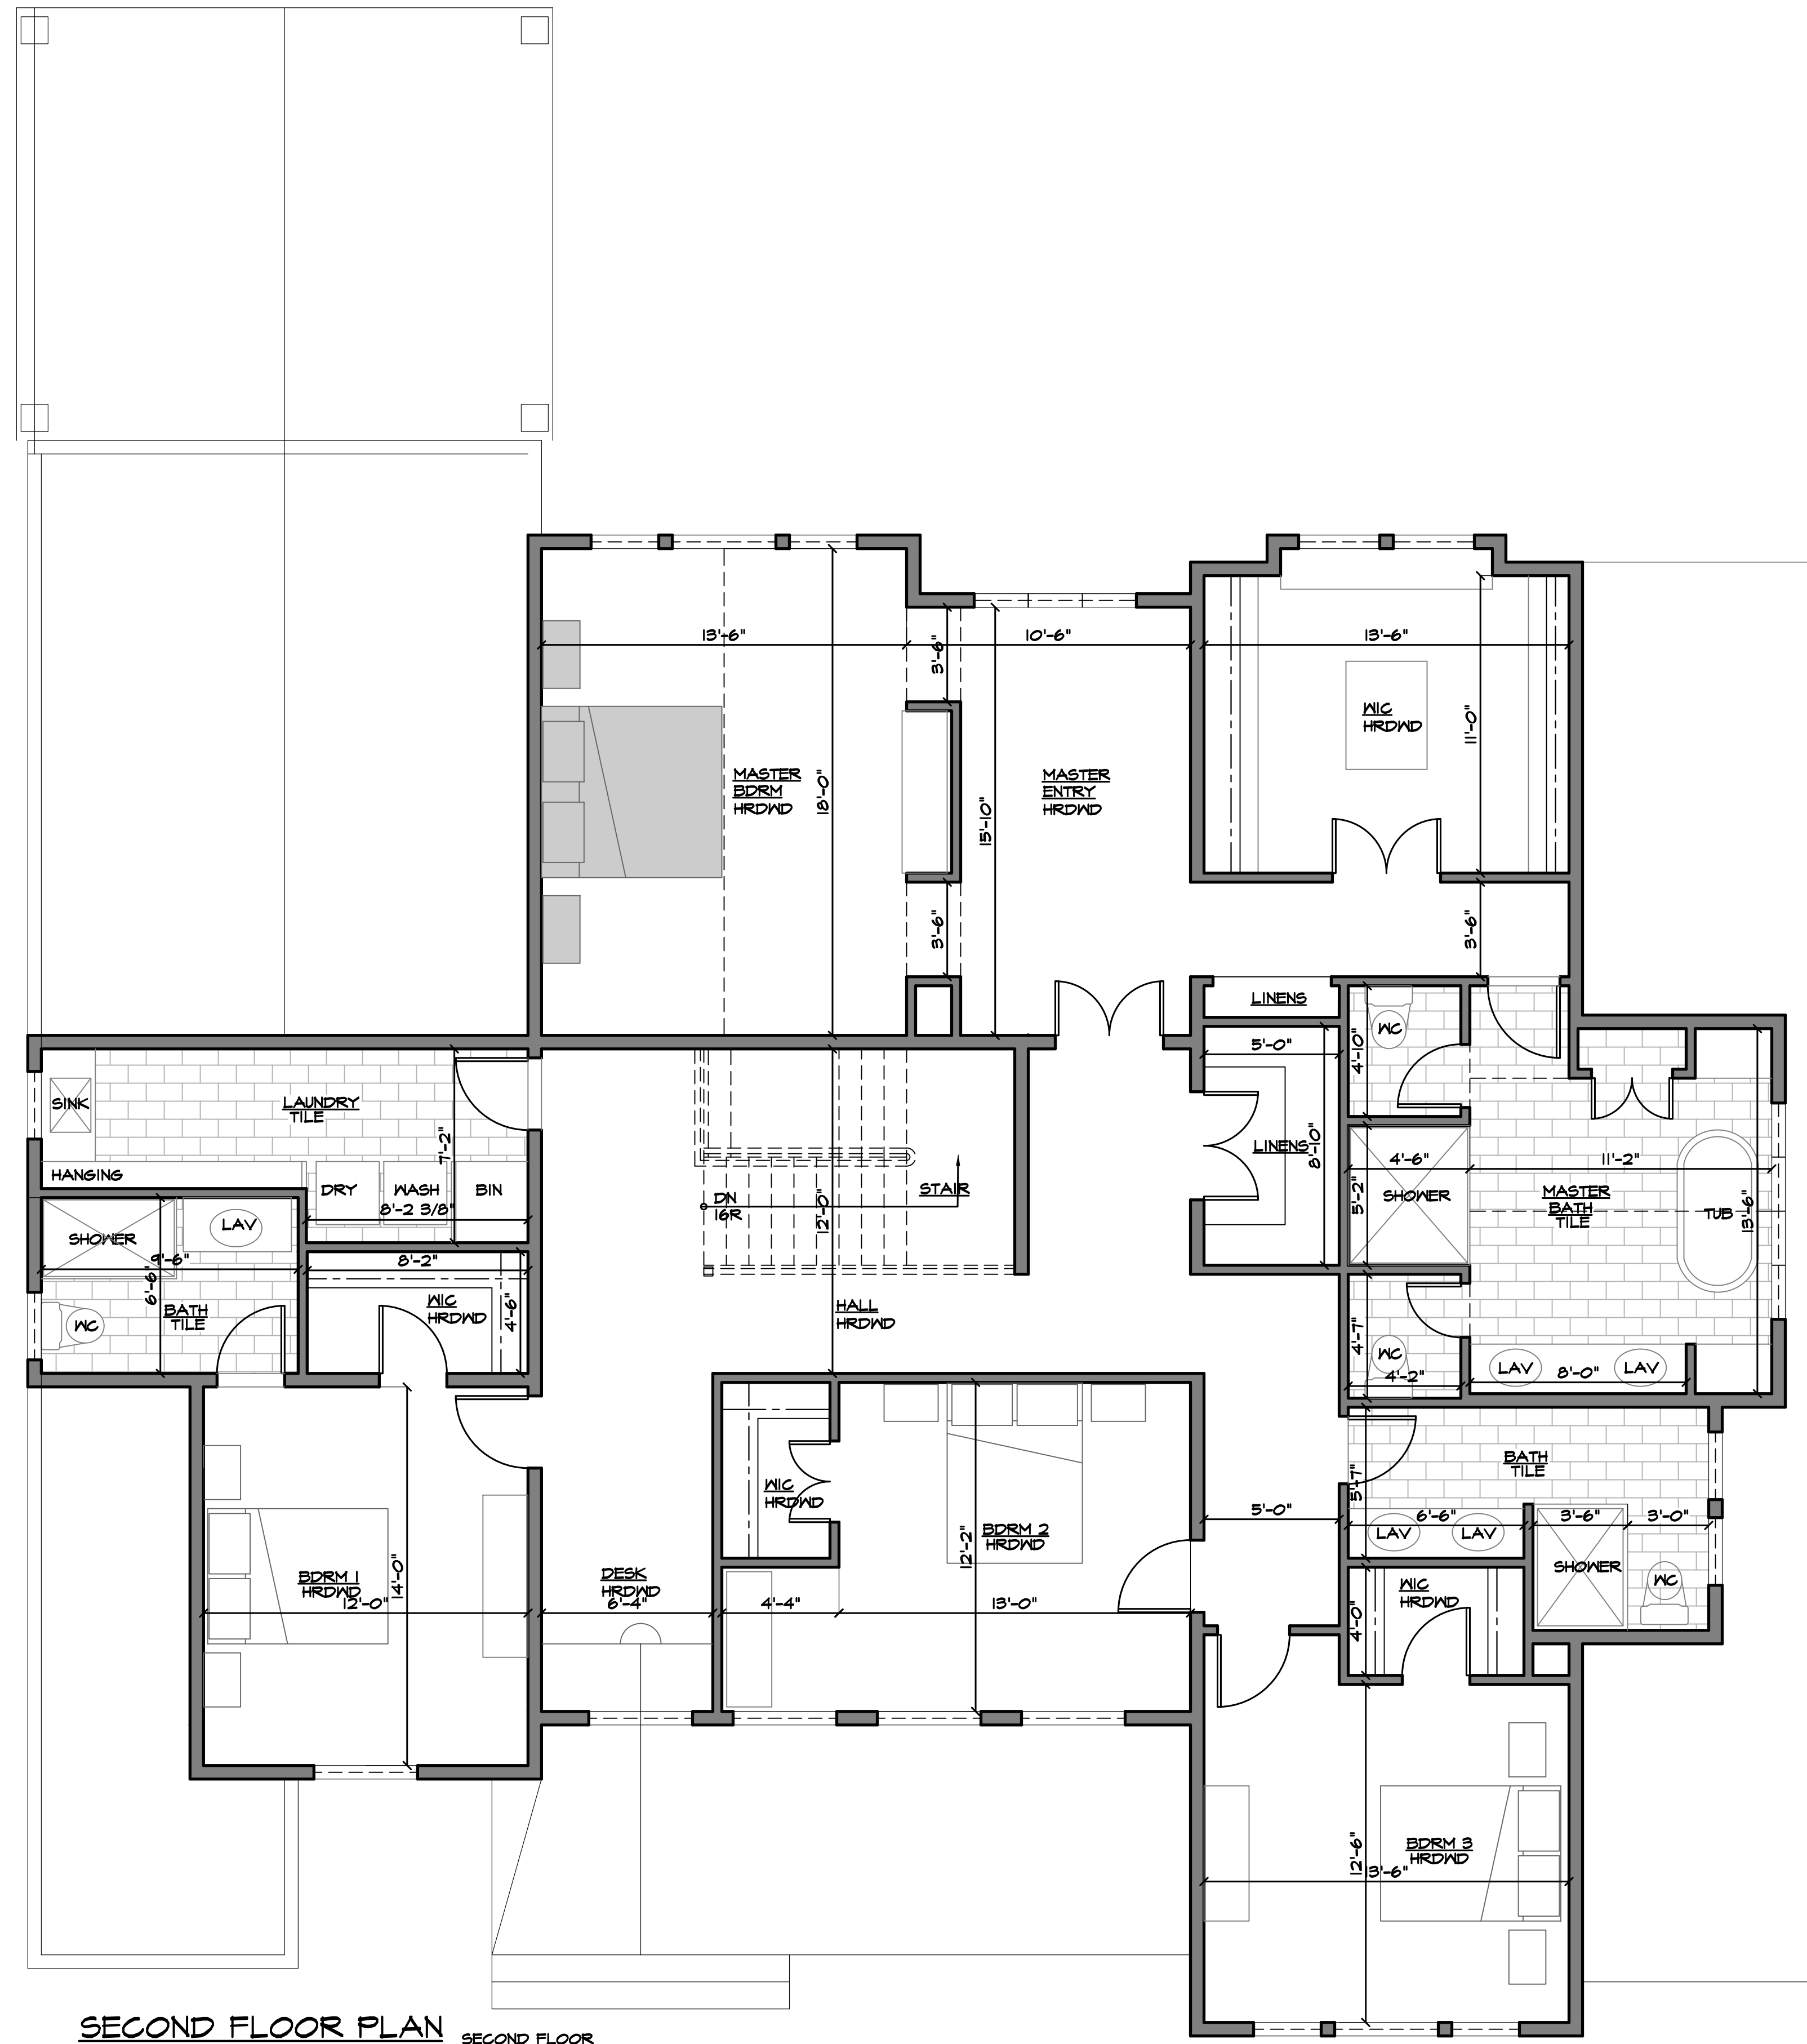 13'-6"
10'-6"
13'-6"
3'-6"
WIC
HRDWD
11'-0"
MASTER
BDRM
HRDWD
18'-0"
MASTER
ENTRY
HRDWD
15'-10"
3'-6"
3'-6"
LINENS
WC
4'-10"
5'-0"
SINK
LAUNDRY
TILE
7'-2"
LINENS
8'-10"
4'-6"
11'-2"
HANGING
DRY
WASH
BIN
8'-2 3/8"
DN
16R
STAIR
12'-0"
5'-2"
SHOWER
MASTER
BATH
TILE
TUB
13'-6"
LAV
SHOWER
9'-6"
6'-6"
BATH
TILE
WC
8'-2"
WIC
HRDWD
4'-6"
HALL
HRDWD
4'-7"
WC
4'-2"
LAV
8'-0"
LAV
BATH
TILE
WIC
HRDWD
5'-7"
5'-0"
6'-6"
3'-6"
3'-0"
LAV
LAV
BDRM 2
HRDWD
12'-2"
SHOWER
WC
BDRM 1
HRDWD
12'-0"
14'-0"
DESK
HRDWD
6'-4"
4'-4"
13'-0"
WIC
HRDWD
4'-0"
BDRM 3
HRDWD
12'-6"
13'-6"
SECOND FLOOR PLAN
SECOND FLOOR